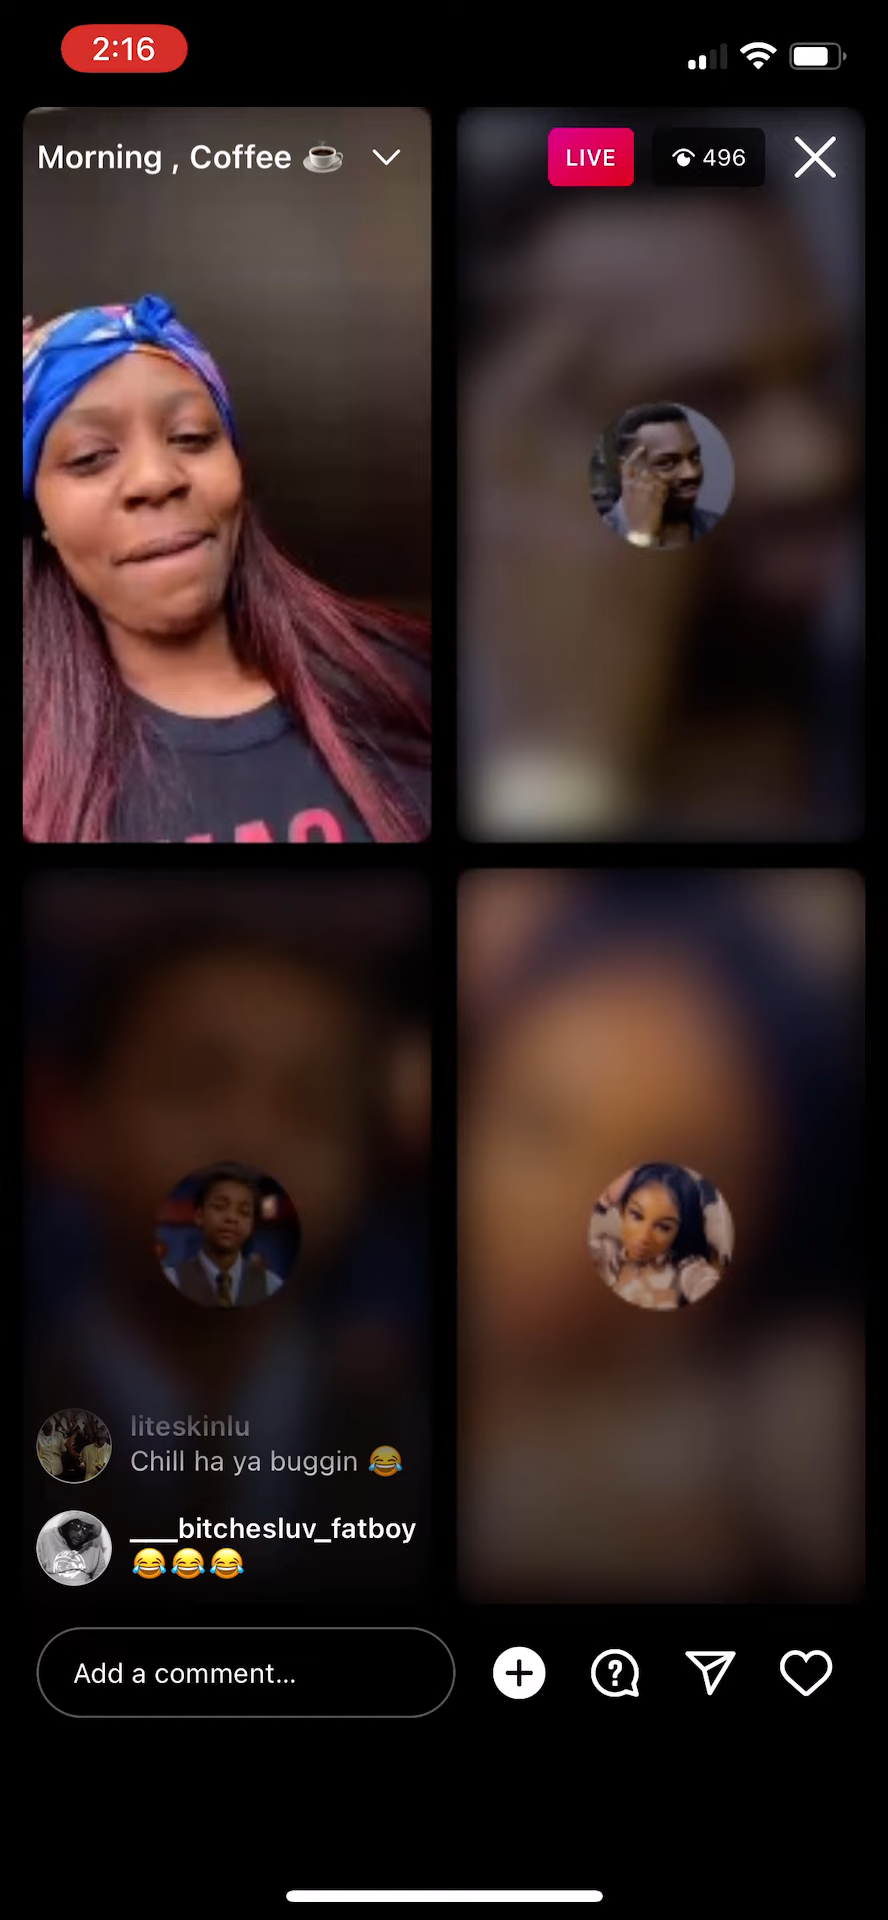 2:16
Morning , Coffee ☕
LIVE
496
liteskinlu
Chill ha ya buggin 😂
___bitchesluv_fatboy
😂😂😂
Add a comment...